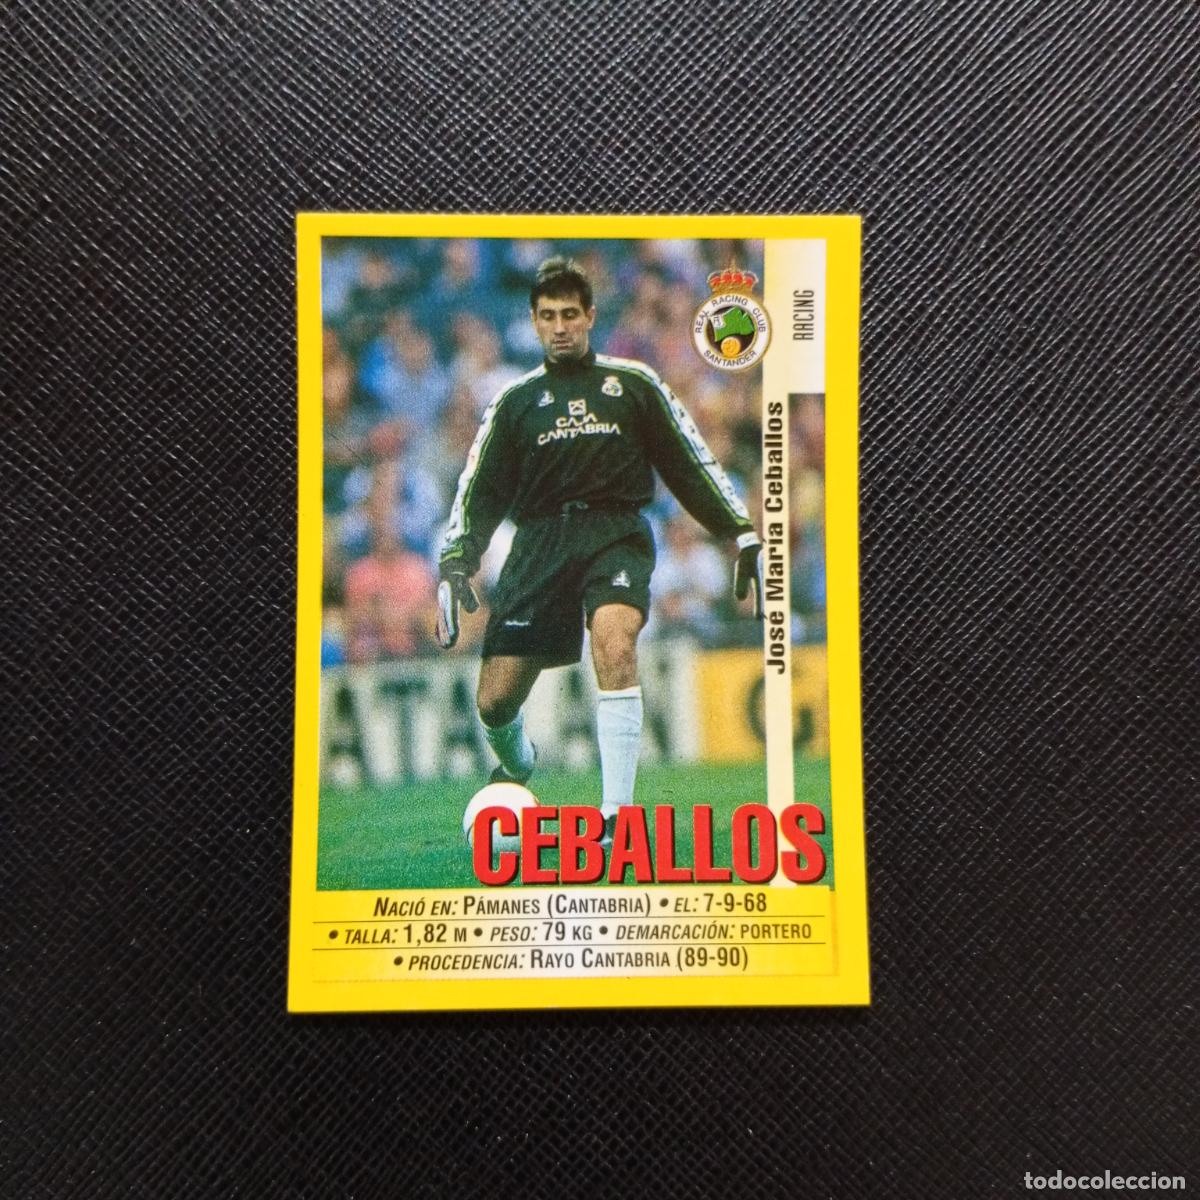 REAL RACING CLUB
SANTANDER
RACING
José María Ceballos
CAJA
CANTABRIA
ATARAX
G
CEBALLOS
NACIÓ EN: PÁMANES (CANTABRIA) • EL: 7-9-68
• TALLA: 1,82 M • PESO: 79 KG • DEMARCACIÓN: PORTERO
• PROCEDENCIA: RAYO CANTABRIA (89-90)
todocoleccion